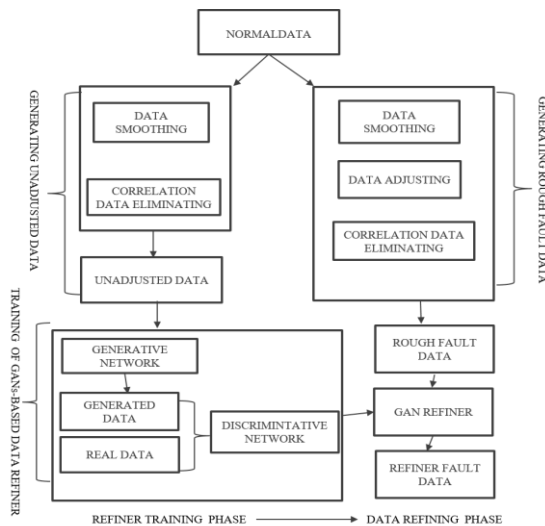 NORMALDATA
GENERATING UNADJUSTED DATA
DATA
SMOOTHING
CORRELATION
DATA ELIMINATING
UNADJUSTED DATA
DATA
SMOOTHING
DATA ADJUSTING
CORRELATION DATA
ELIMINATING
GENERATING ROUGH FAULT DATA
TRAINING OF GANs-BASED DATA REFINER
GENERATIVE
NETWORK
GENERATED
DATA
REAL DATA
DISCRIMINTATIVE
NETWORK
ROUGH FAULT
DATA
GAN REFINER
REFINER FAULT
DATA
REFINER TRAINING PHASE
DATA REFINING PHASE